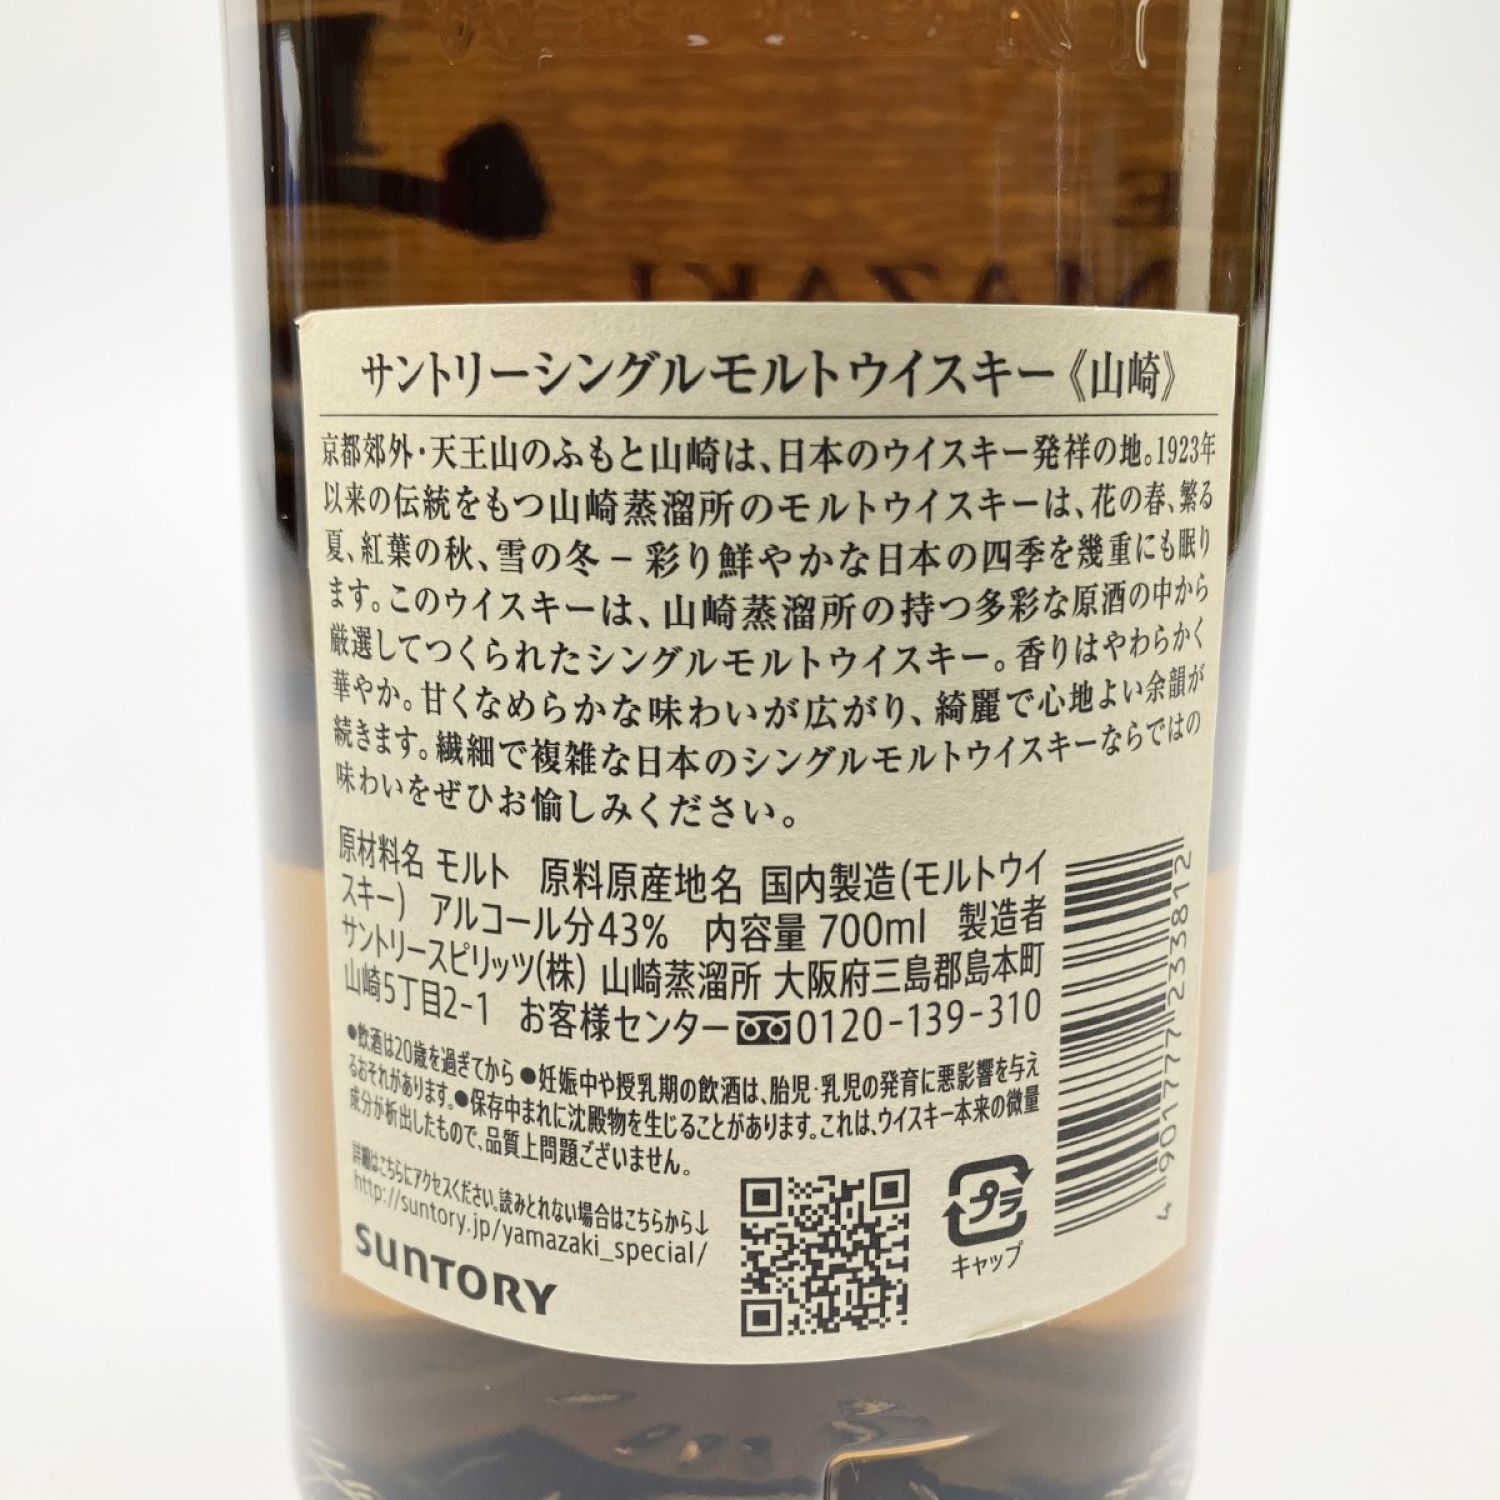 サントリーシングルモルトウイスキー《山崎》
京都郊外・天王山のふもと山崎は、日本のウイスキー発祥の地。1923年
以来の伝統をもつ山崎蒸溜所のモルトウイスキーは、花の春、繁る
夏、紅葉の秋、雪の冬－彩り鮮やかな日本の四季を幾重にも眠り
ます。このウイスキーは、山崎蒸溜所の持つ多彩な原酒の中から
厳選してつくられたシングルモルトウイスキー。香りはやわらかく
華やか。甘くなめらかな味わいが広がり、綺麗で心地よい余韻が
続きます。繊細で複雑な日本のシングルモルトウイスキーならではの
味わいをぜひお愉しみください。
原材料名 モルト 原料原産地名 国内製造(モルトウイ
スキー) アルコール分43% 内容量 700ml 製造者
サントリースピリッツ(株) 山崎蒸溜所 大阪府三島郡島本町
山崎5丁目2-1 お客様センター 0120-139-310
●飲酒は20歳を過ぎてから ●妊娠中や授乳期の飲酒は、胎児・乳児の発育に悪影響を与え
るおそれがあります。●保存中まれに沈殿物を生じることがあります。これは、ウイスキー本来の微量
成分が析出したもので、品質上問題ございません。
詳細はこちらにアクセスください。読みとれない場合はこちらから↓
http://suntory.jp/yamazaki_special/
SUNTORY
プラ
キャップ
4 901777 233812